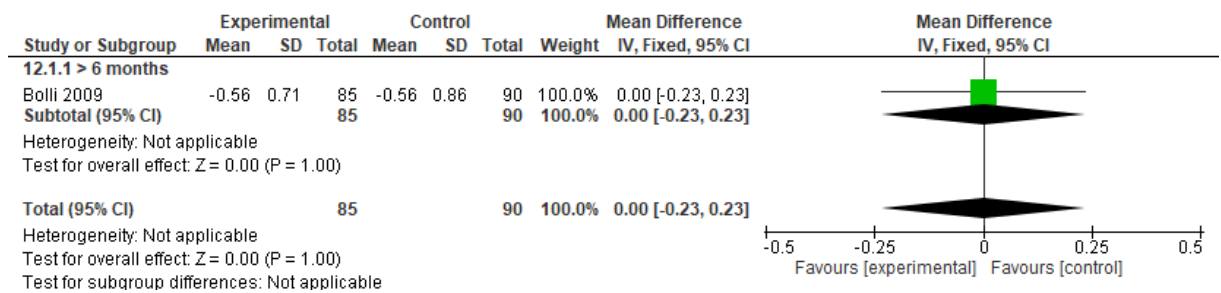 Experimental Control Mean Difference Mean Difference
Study or Subgroup Mean SD Total Mean SD Total Weight IV, Fixed, 95% CI IV, Fixed, 95% CI
12.1.1 > 6 months
Bolli 2009 -0.56 0.71 85 -0.56 0.86 90 100.0% 0.00 [-0.23, 0.23]
Subtotal (95% CI) 85 90 100.0% 0.00 [-0.23, 0.23]
Heterogeneity: Not applicable
Test for overall effect: Z = 0.00 (P = 1.00)
Total (95% CI) 85 90 100.0% 0.00 [-0.23, 0.23]
Heterogeneity: Not applicable
Test for overall effect: Z = 0.00 (P = 1.00)
Test for subgroup differences: Not applicable
-0.5 -0.25 0 0.25 0.5
Favours [experimental] Favours [control]